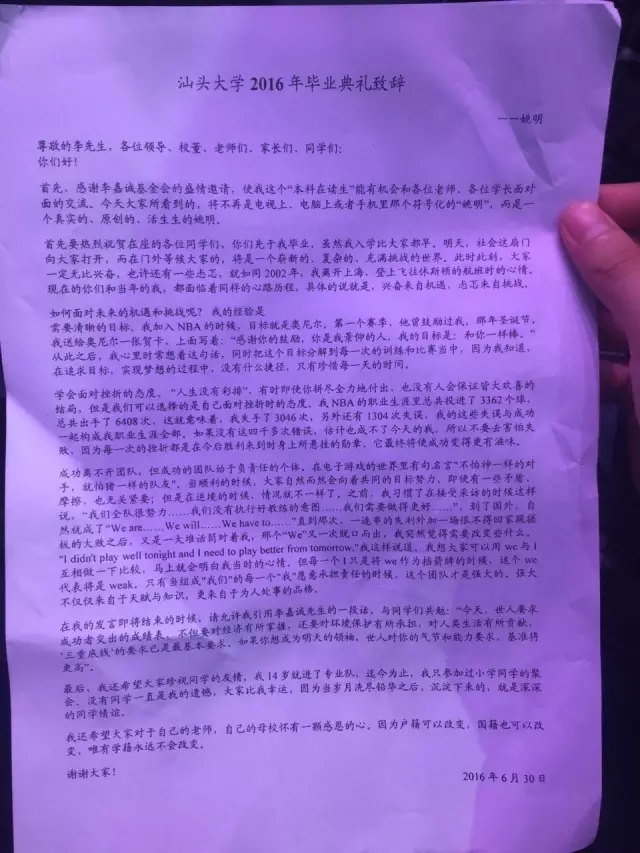 汕头大学 2016 年毕业典礼致辞
——姚明
尊敬的李先生，各位领导、校董、老师们、家长们、同学们：
你们好！
首先，感谢李嘉诚基金会的盛情邀请，使我这个“本科在读生”能有机会和各位老师、各位学长面对
面的交流。今天大家所看到的，将不再是电视上、电脑上或者手机里那个符号化的“姚明”，而是一
个真实的、原创的、活生生的姚明。
首先要热烈祝贺在座的各位同学们，你们先于我毕业，虽然我入学比大家都早。明天，社会这扇门
向大家打开，而在门外等候大家的，将是一个崭新的、复杂的、充满挑战的世界。此时此刻，大家
一定无比兴奋，也许还有一些忐忑，就如同 2002 年，我离开上海，登上飞往休斯顿的航班时的心情。
现在的你们和当年的我，都面临着同样的心路历程，具体的说就是，兴奋来自机遇，忐忑来自挑战。
如何面对未来的机遇和挑战呢？ 我的经验是
需要清晰的目标。我加入 NBA 的时候，目标就是奥尼尔，第一个赛季，他曾鼓励过我，那年圣诞节，
我送给奥尼尔一张贺卡，上面写着：“感谢你的鼓励，你是我景仰的人，我的目标是：和你一样棒。”
从此之后，我心里时常想着这句话，同时把这个目标分解到每一次的训练和比赛当中，因为我知道，
在追求目标，实现梦想的过程中，没有什么捷径，只有珍惜每一天的时间。
学会面对挫折的态度。 “人生没有彩排”，有时即使你拼尽全力地付出，也没有人会保证皆大欢喜的
结局，但是我们可以选择的是自己面对挫折时的态度。我 NBA 的职业生涯里总共投进了 3362 个球，
总共出手了 6408 次，这就意味着，我失手了 3046 次，另外还有 1304 次失误，我的这些失误与成功
一起构成我职业生涯全部，如果没有这四千多次错误，估计也成不了今天的我。所以不要去害怕失
败，因为每一次的挫折都是在今后胜利来到时身上所悬挂的勋章，它最终将使成功变得更有滋味。
成功离不开团队，但成功的团队始于负责任的个体，在电子游戏的世界里有句名言"不怕神一样的对
手，就怕猪一样的队友"。当顺利的时候，大家自然而然会向着共同的目标努力，即使有一些矛盾、
摩擦，也无关紧要；但是在逆境的时候，情况就不一样了，之前，我习惯了在接受采访的时候这样
说，“我们全队很努力……我们没有执行好教练的意图……我们需要做得更好……”，到了国外，自
然就成了“We are……We will……We have to……”直到那次，一连串的失利外加一场很不得回家挠搓
板的大败之后，又是一大堆话筒对着我，那个"We"又一次脱口而出，我突然觉得需要改变些什么，
"I didn't play well tonight and I need to play better from tomorrow."我这样说道。我想大家可以用 we 与 I
互相做一下比较，马上就会明白我当时的心情。但每一个 I 只是将 we 作为挡箭牌的时候，这个 we
代表将是 weak。只有当组成"我们"的每一个"我"愿意承担责任的时候，这个团队才是强大的。强大
不仅仅来自于天赋与知识，更来自于为人处事的品格。
在我的发言即将结束的时候，请允许我引用李嘉诚先生的一段话，与同学们共勉：“今天，世人要求
成功者交出的成绩表，不但要对经济有所掌握，还要对环境保护有所承担，对人类生活有所贡献，
‘三重底线’的要求已是最基本要求。如果你想成为明天的领袖，世人对你的气节和能力要求，基准将
更高”。
最后，我还希望大家珍视同学的友情，我 14 岁就进了专业队，迄今为止，我只参加过小学同学的聚
会。没有同学一直是我的遗憾，大家比我幸运，因为当岁月洗尽铅华之后，沉淀下来的，就是深深
的同学情谊。
我还希望大家对于自己的老师，自己的母校怀有一颗感恩的心。因为户籍可以改变，国籍也可以改
变，唯有学籍永远不会改变。
谢谢大家！
2016 年 6 月 30 日